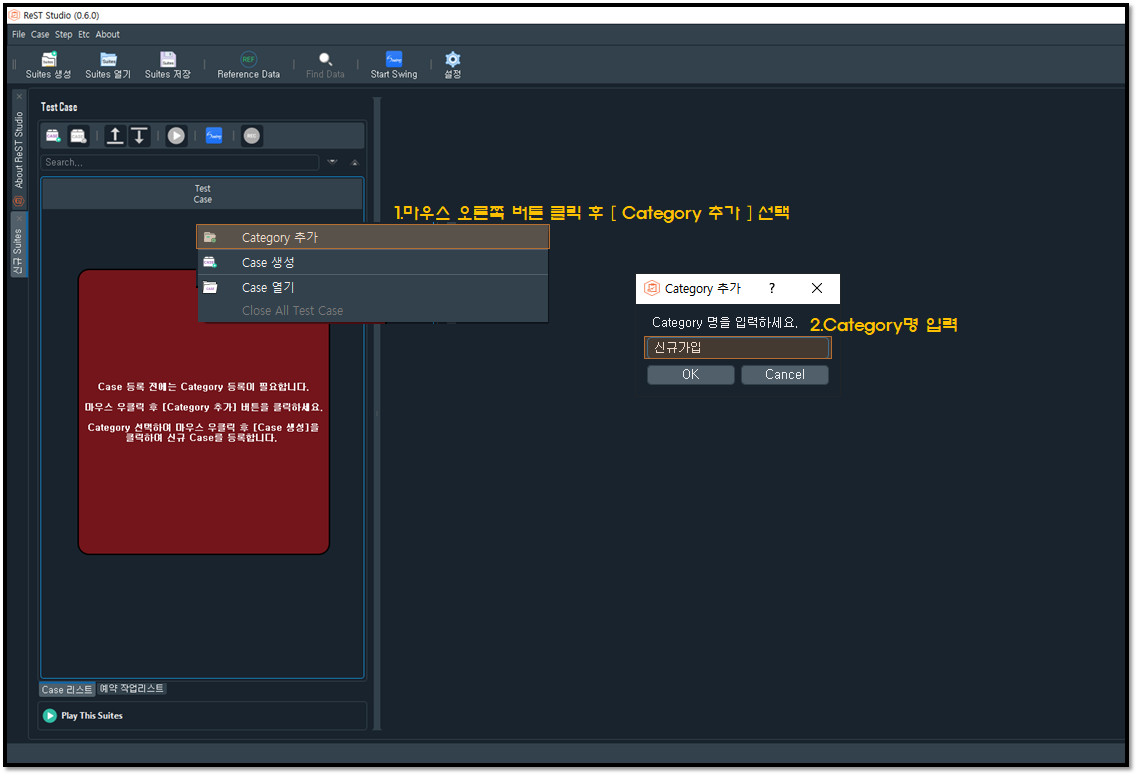 ReST Studio (0.6.0)
File Case Step Etc About
Suites 생성 Suites 열기 Suites 저장 Reference Data Find Data Start Swing 설정
REF
About ReST Studio
신규 Suites
Test Case
Search...
Test
Case
1.마우스 오른쪽 버튼 클릭 후 [ Category 추가 ] 선택
Category 추가
Case 생성
Case 열기
Close All Test Case
Category 추가 ?
Category 명을 입력하세요.
2.Category명 입력
신규가입
OK Cancel
Case 등록 전에는 Category 등록이 필요합니다.
마우스 우클릭 후 [Category 추가] 버튼을 클릭하세요.
Category 선택하여 마우스 우클릭 후 [Case 생성]을
클릭하여 신규 Case를 등록합니다.
Case 리스트 예약 작업리스트
Play This Suites